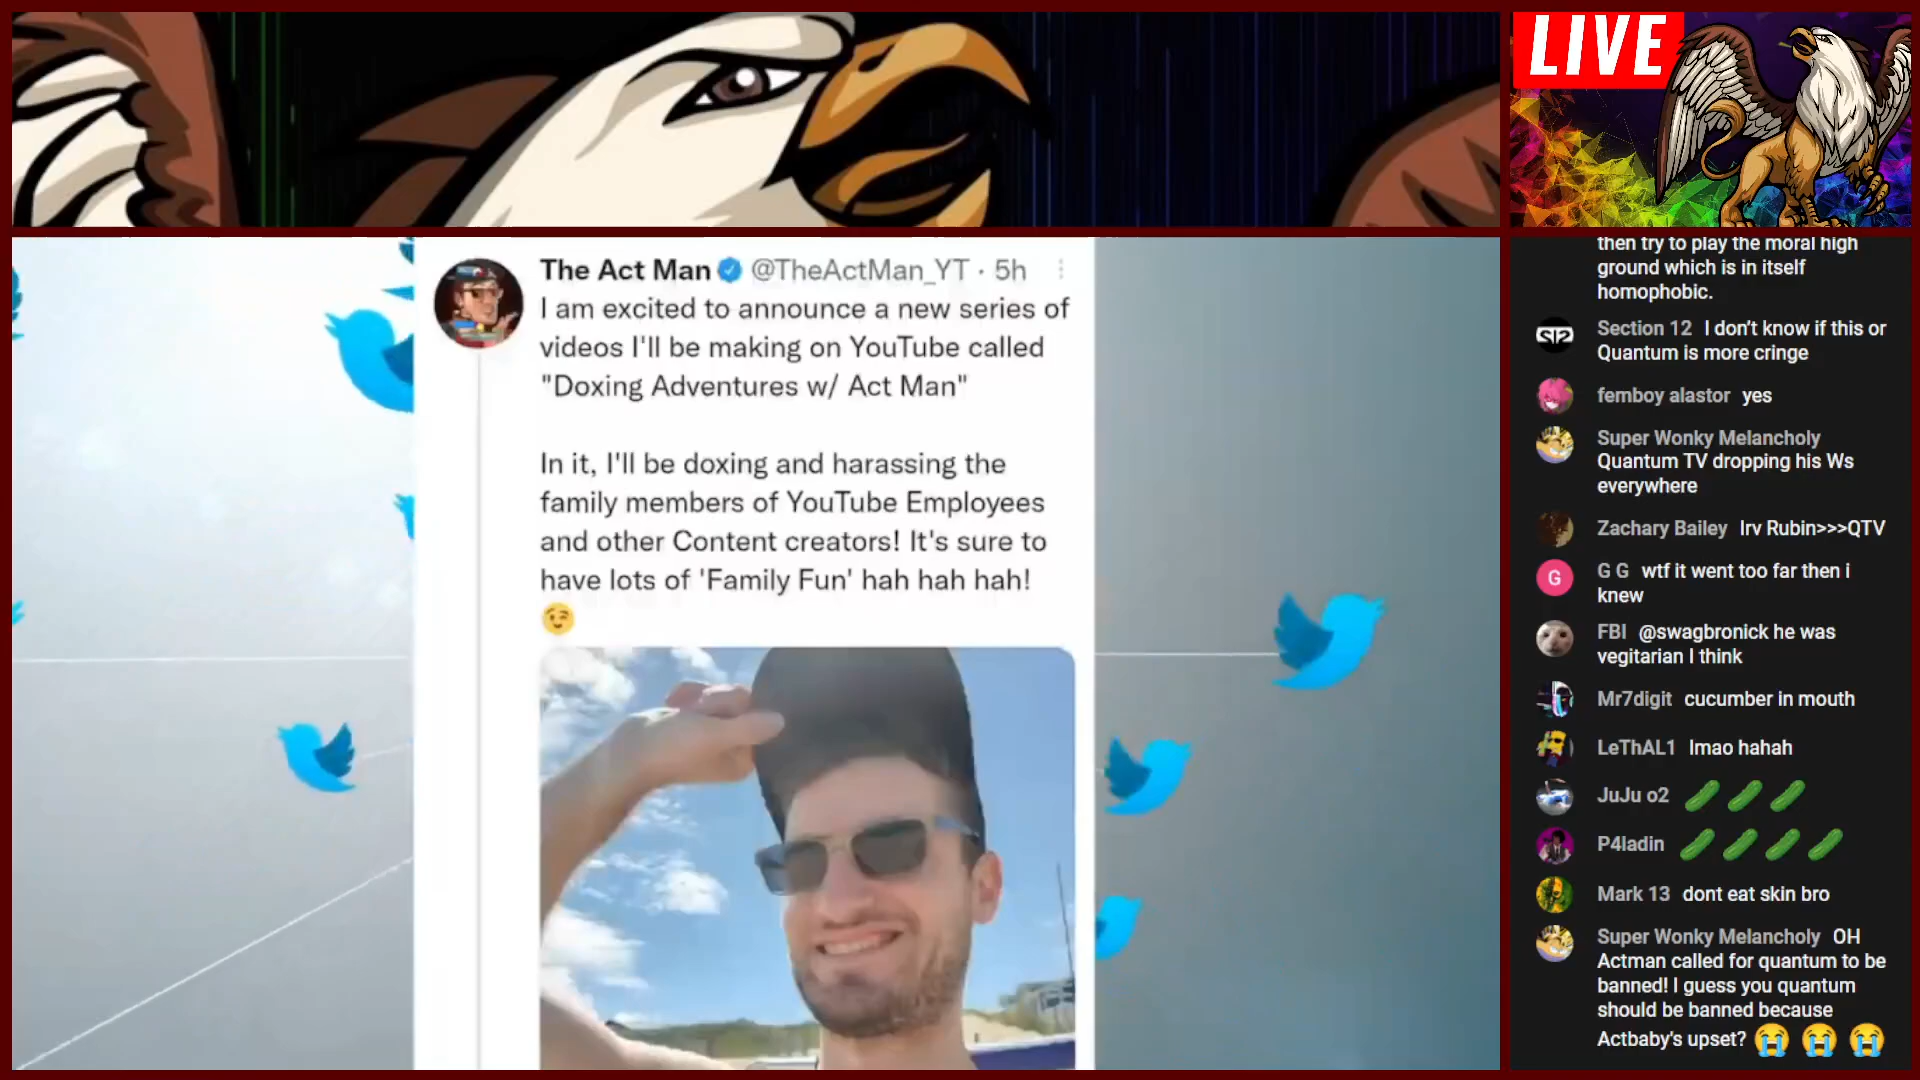 LIVE
The Act Man @TheActMan_YT · 5h
I am excited to announce a new series of
videos I'll be making on YouTube called
"Doxing Adventures w/ Act Man"
In it, I'll be doxing and harassing the
family members of YouTube Employees
and other Content creators! It's sure to
have lots of 'Family Fun' hah hah hah!
😉
then try to play the moral high
ground which is in itself
homophobic.
S12
Section 12 I don't know if this or
Quantum is more cringe
femboy alastor yes
Super Wonky Melancholy
Quantum TV dropping his Ws
everywhere
Zachary Bailey Irv Rubin>>>QTV
G
G G wtf it went too far then i
knew
FBI @swagbronick he was
vegitarian I think
Mr7digit cucumber in mouth
LeThAL1 lmao hahah
JuJu o2 🥒🥒🥒
P4ladin 🥒🥒🥒🥒
Mark 13 dont eat skin bro
Super Wonky Melancholy OH
Actman called for quantum to be
banned! I guess you quantum
should be banned because
Actbaby's upset? 😭😭😭